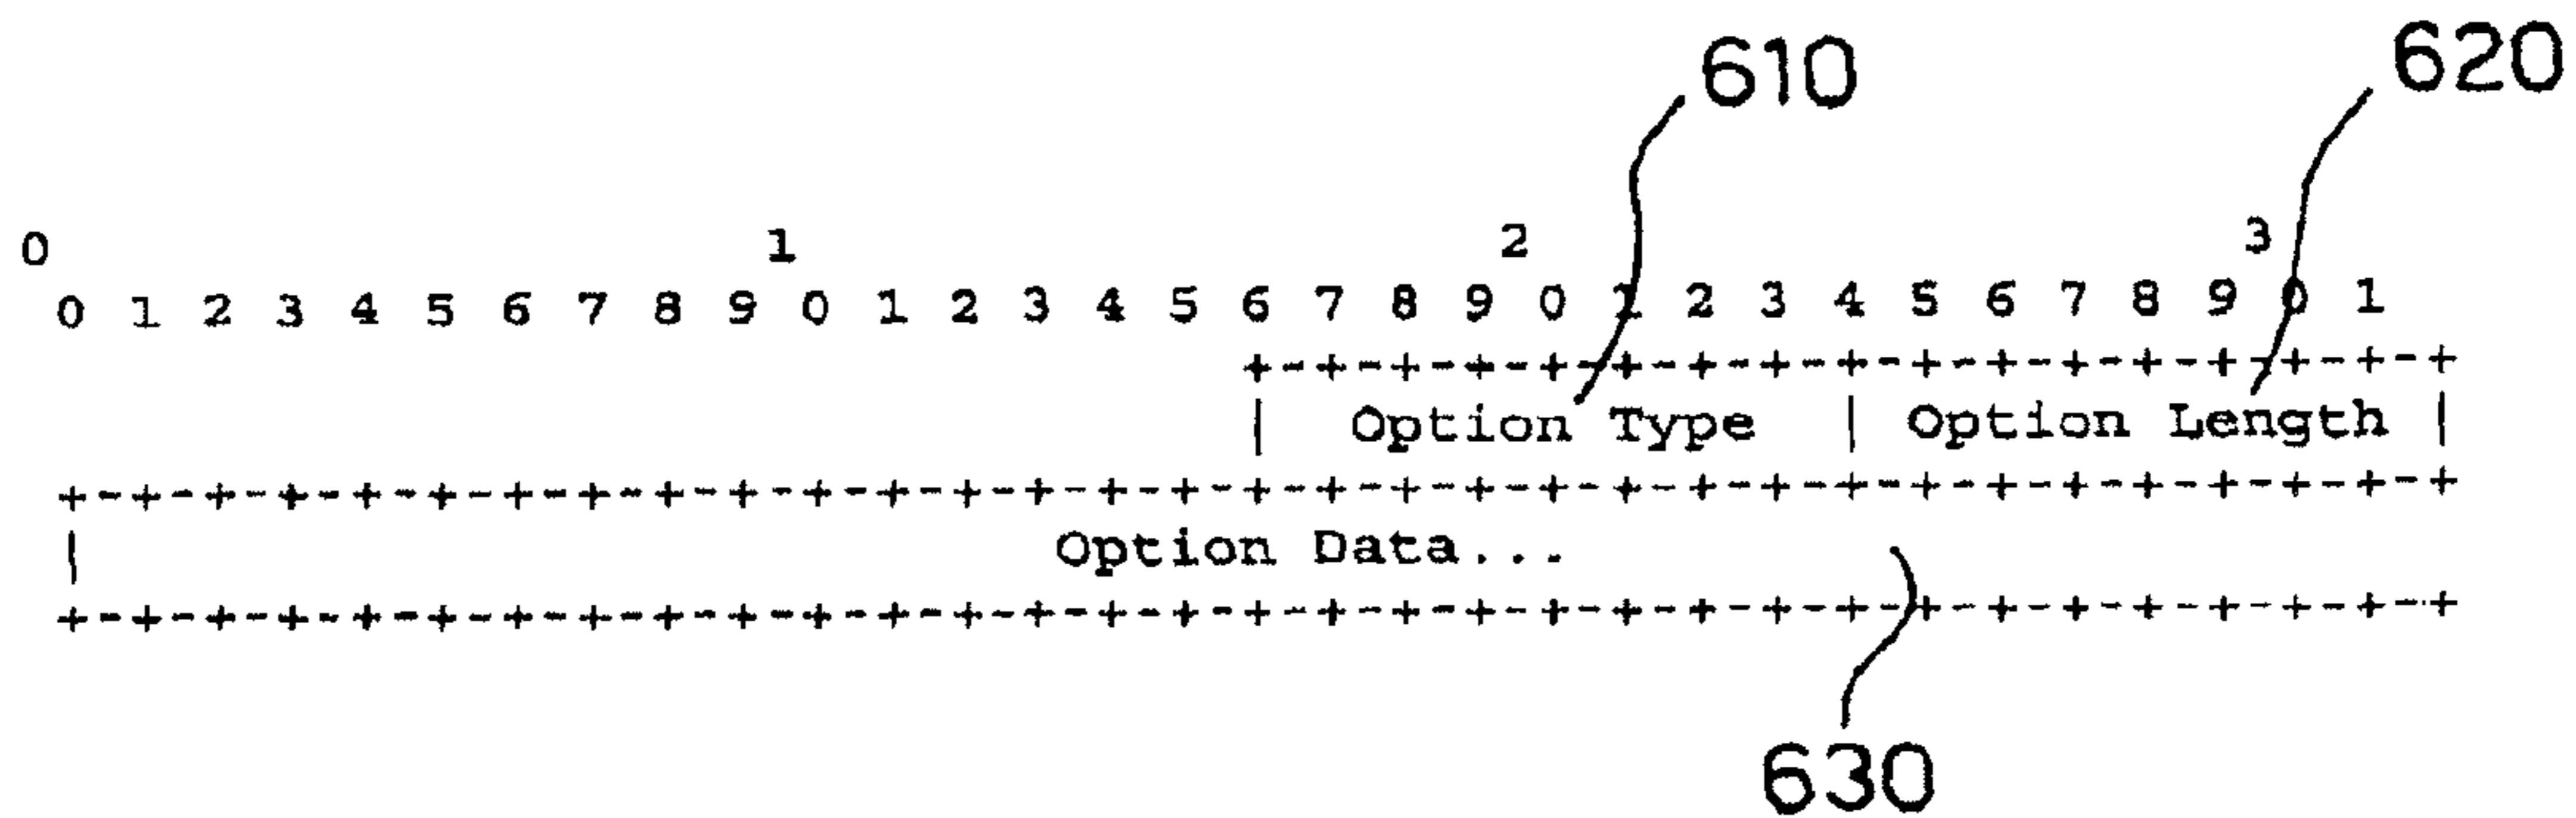 610 620
0 1 2 3
0 1 2 3 4 5 6 7 8 9 0 1 2 3 4 5 6 7 8 9 0 1 2 3 4 5 6 7 8 9 0 1
+-+-+-+-+-+-+-+-+-+-+-+-+-+-+-+-+
| Option Type | Option Length |
+-+-+-+-+-+-+-+-+-+-+-+-+-+-+-+-+-+-+-+-+-+-+-+-+-+-+-+-+-+-+-+-+
| Option Data...
+-+-+-+-+-+-+-+-+-+-+-+-+-+-+-+-+-+-+-+-+-+-+-+-+-+-+-+-+-+-+-+-+
630